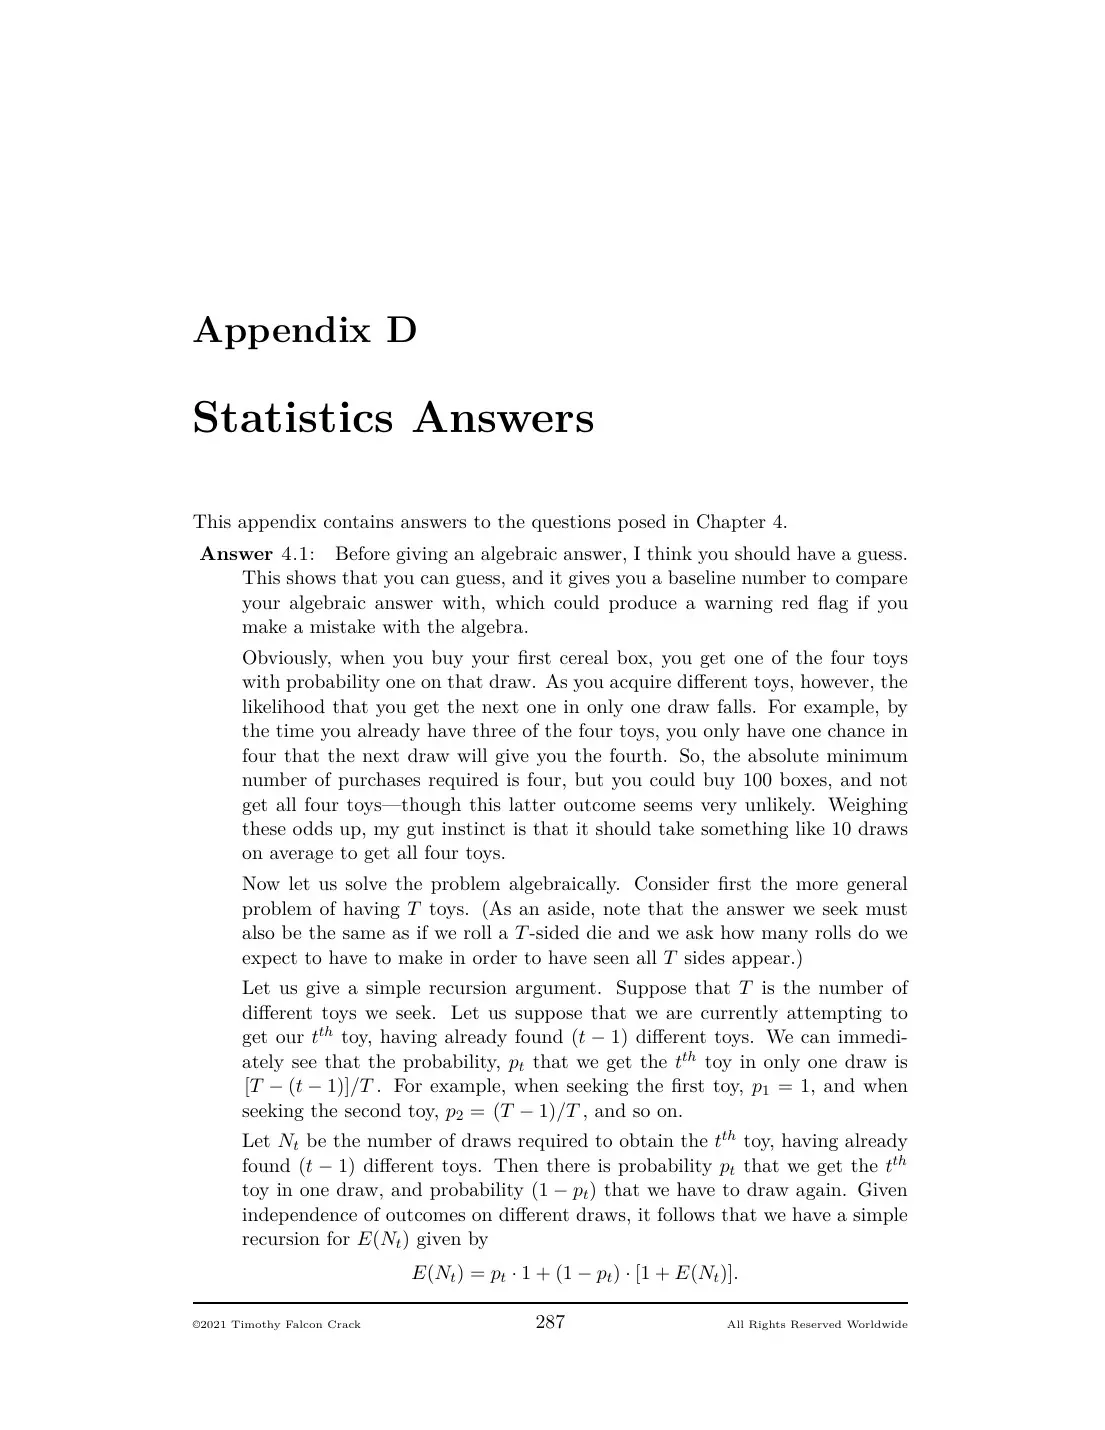 Appendix D
Statistics Answers
This appendix contains answers to the questions posed in Chapter 4.
Answer 4.1: Before giving an algebraic answer, I think you should have a guess.
This shows that you can guess, and it gives you a baseline number to compare
your algebraic answer with, which could produce a warning red flag if you
make a mistake with the algebra.
Obviously, when you buy your first cereal box, you get one of the four toys
with probability one on that draw. As you acquire different toys, however, the
likelihood that you get the next one in only one draw falls. For example, by
the time you already have three of the four toys, you only have one chance in
four that the next draw will give you the fourth. So, the absolute minimum
number of purchases required is four, but you could buy 100 boxes, and not
get all four toys—though this latter outcome seems very unlikely. Weighing
these odds up, my gut instinct is that it should take something like 10 draws
on average to get all four toys.
Now let us solve the problem algebraically. Consider first the more general
problem of having T toys. (As an aside, note that the answer we seek must
also be the same as if we roll a T-sided die and we ask how many rolls do we
expect to have to make in order to have seen all T sides appear.)
Let us give a simple recursion argument. Suppose that T is the number of
different toys we seek. Let us suppose that we are currently attempting to
get our t^{th} toy, having already found (t − 1) different toys. We can immedi-
ately see that the probability, p_t that we get the t^{th} toy in only one draw is
[T − (t − 1)]/T. For example, when seeking the first toy, p_1 = 1, and when
seeking the second toy, p_2 = (T − 1)/T, and so on.
Let N_t be the number of draws required to obtain the t^{th} toy, having already
found (t − 1) different toys. Then there is probability p_t that we get the t^{th}
toy in one draw, and probability (1 − p_t) that we have to draw again. Given
independence of outcomes on different draws, it follows that we have a simple
recursion for E(N_t) given by
E(N_t) = p_t · 1 + (1 − p_t) · [1 + E(N_t)].
©2021 Timothy Falcon Crack 287 All Rights Reserved Worldwide